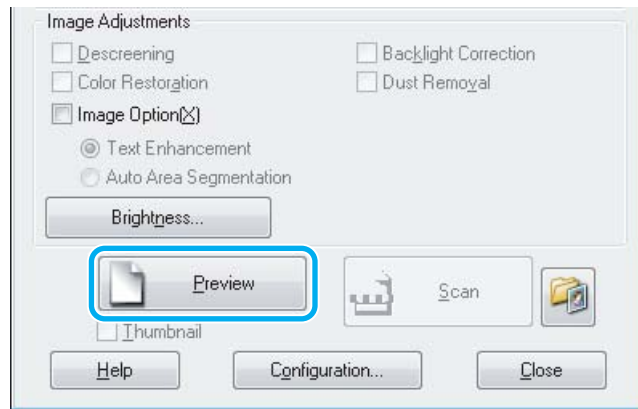 Image Adjustments
Descreening Backlight Correction
Color Restoration Dust Removal
Image Option(X)
Text Enhancement
Auto Area Segmentation
Brightness...
Preview Scan
Thumbnail
Help Configuration... Close